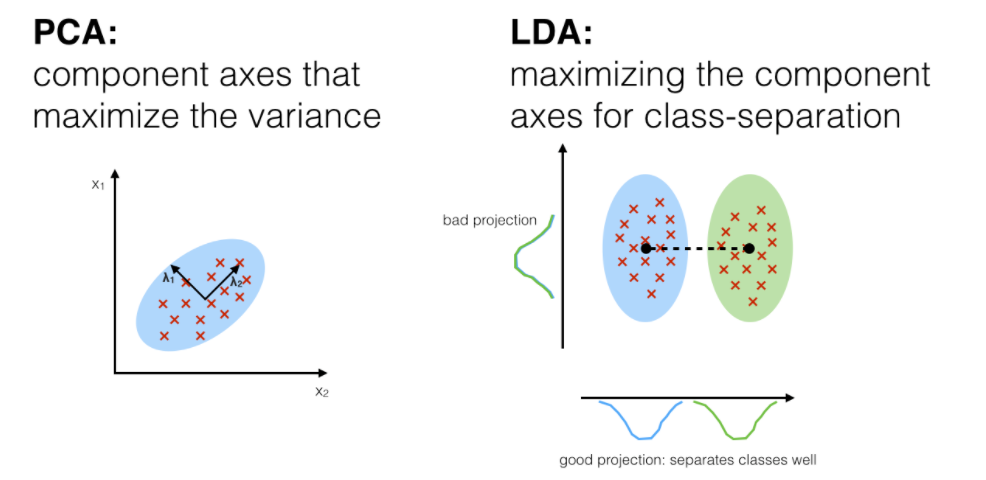 PCA:
component axes that
maximize the variance
x₁
λ₁
λ₂
x₂
LDA:
maximizing the component
axes for class-separation
bad projection
good projection: separates classes well